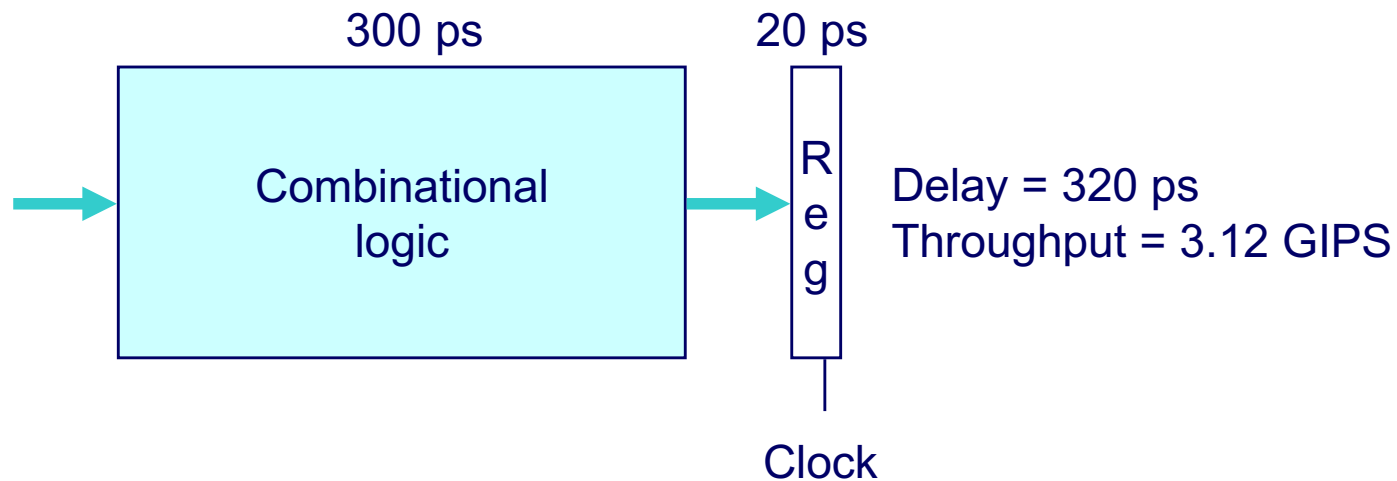 300 ps
20 ps
Combinational
logic
R
e
g
Delay = 320 ps
Throughput = 3.12 GIPS
Clock